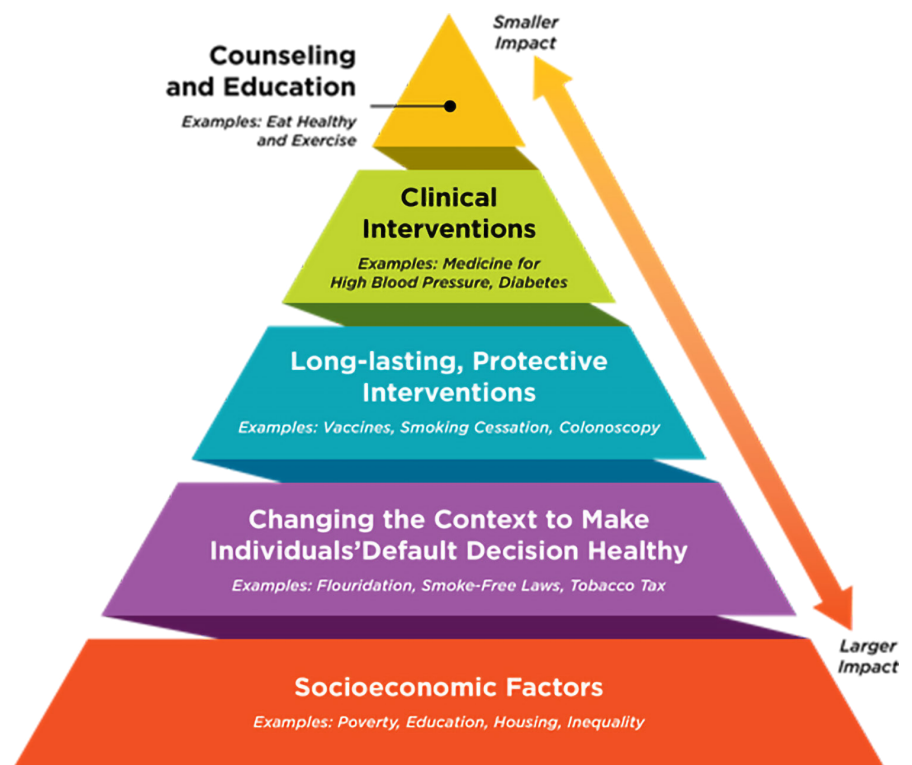 Smaller
Impact
Counseling
and Education
Examples: Eat Healthy
and Exercise
Clinical
Interventions
Examples: Medicine for
High Blood Pressure, Diabetes
Long-lasting, Protective
Interventions
Examples: Vaccines, Smoking Cessation, Colonoscopy
Changing the Context to Make
Individuals’Default Decision Healthy
Examples: Flouridation, Smoke-Free Laws, Tobacco Tax
Larger
Impact
Socioeconomic Factors
Examples: Poverty, Education, Housing, Inequality